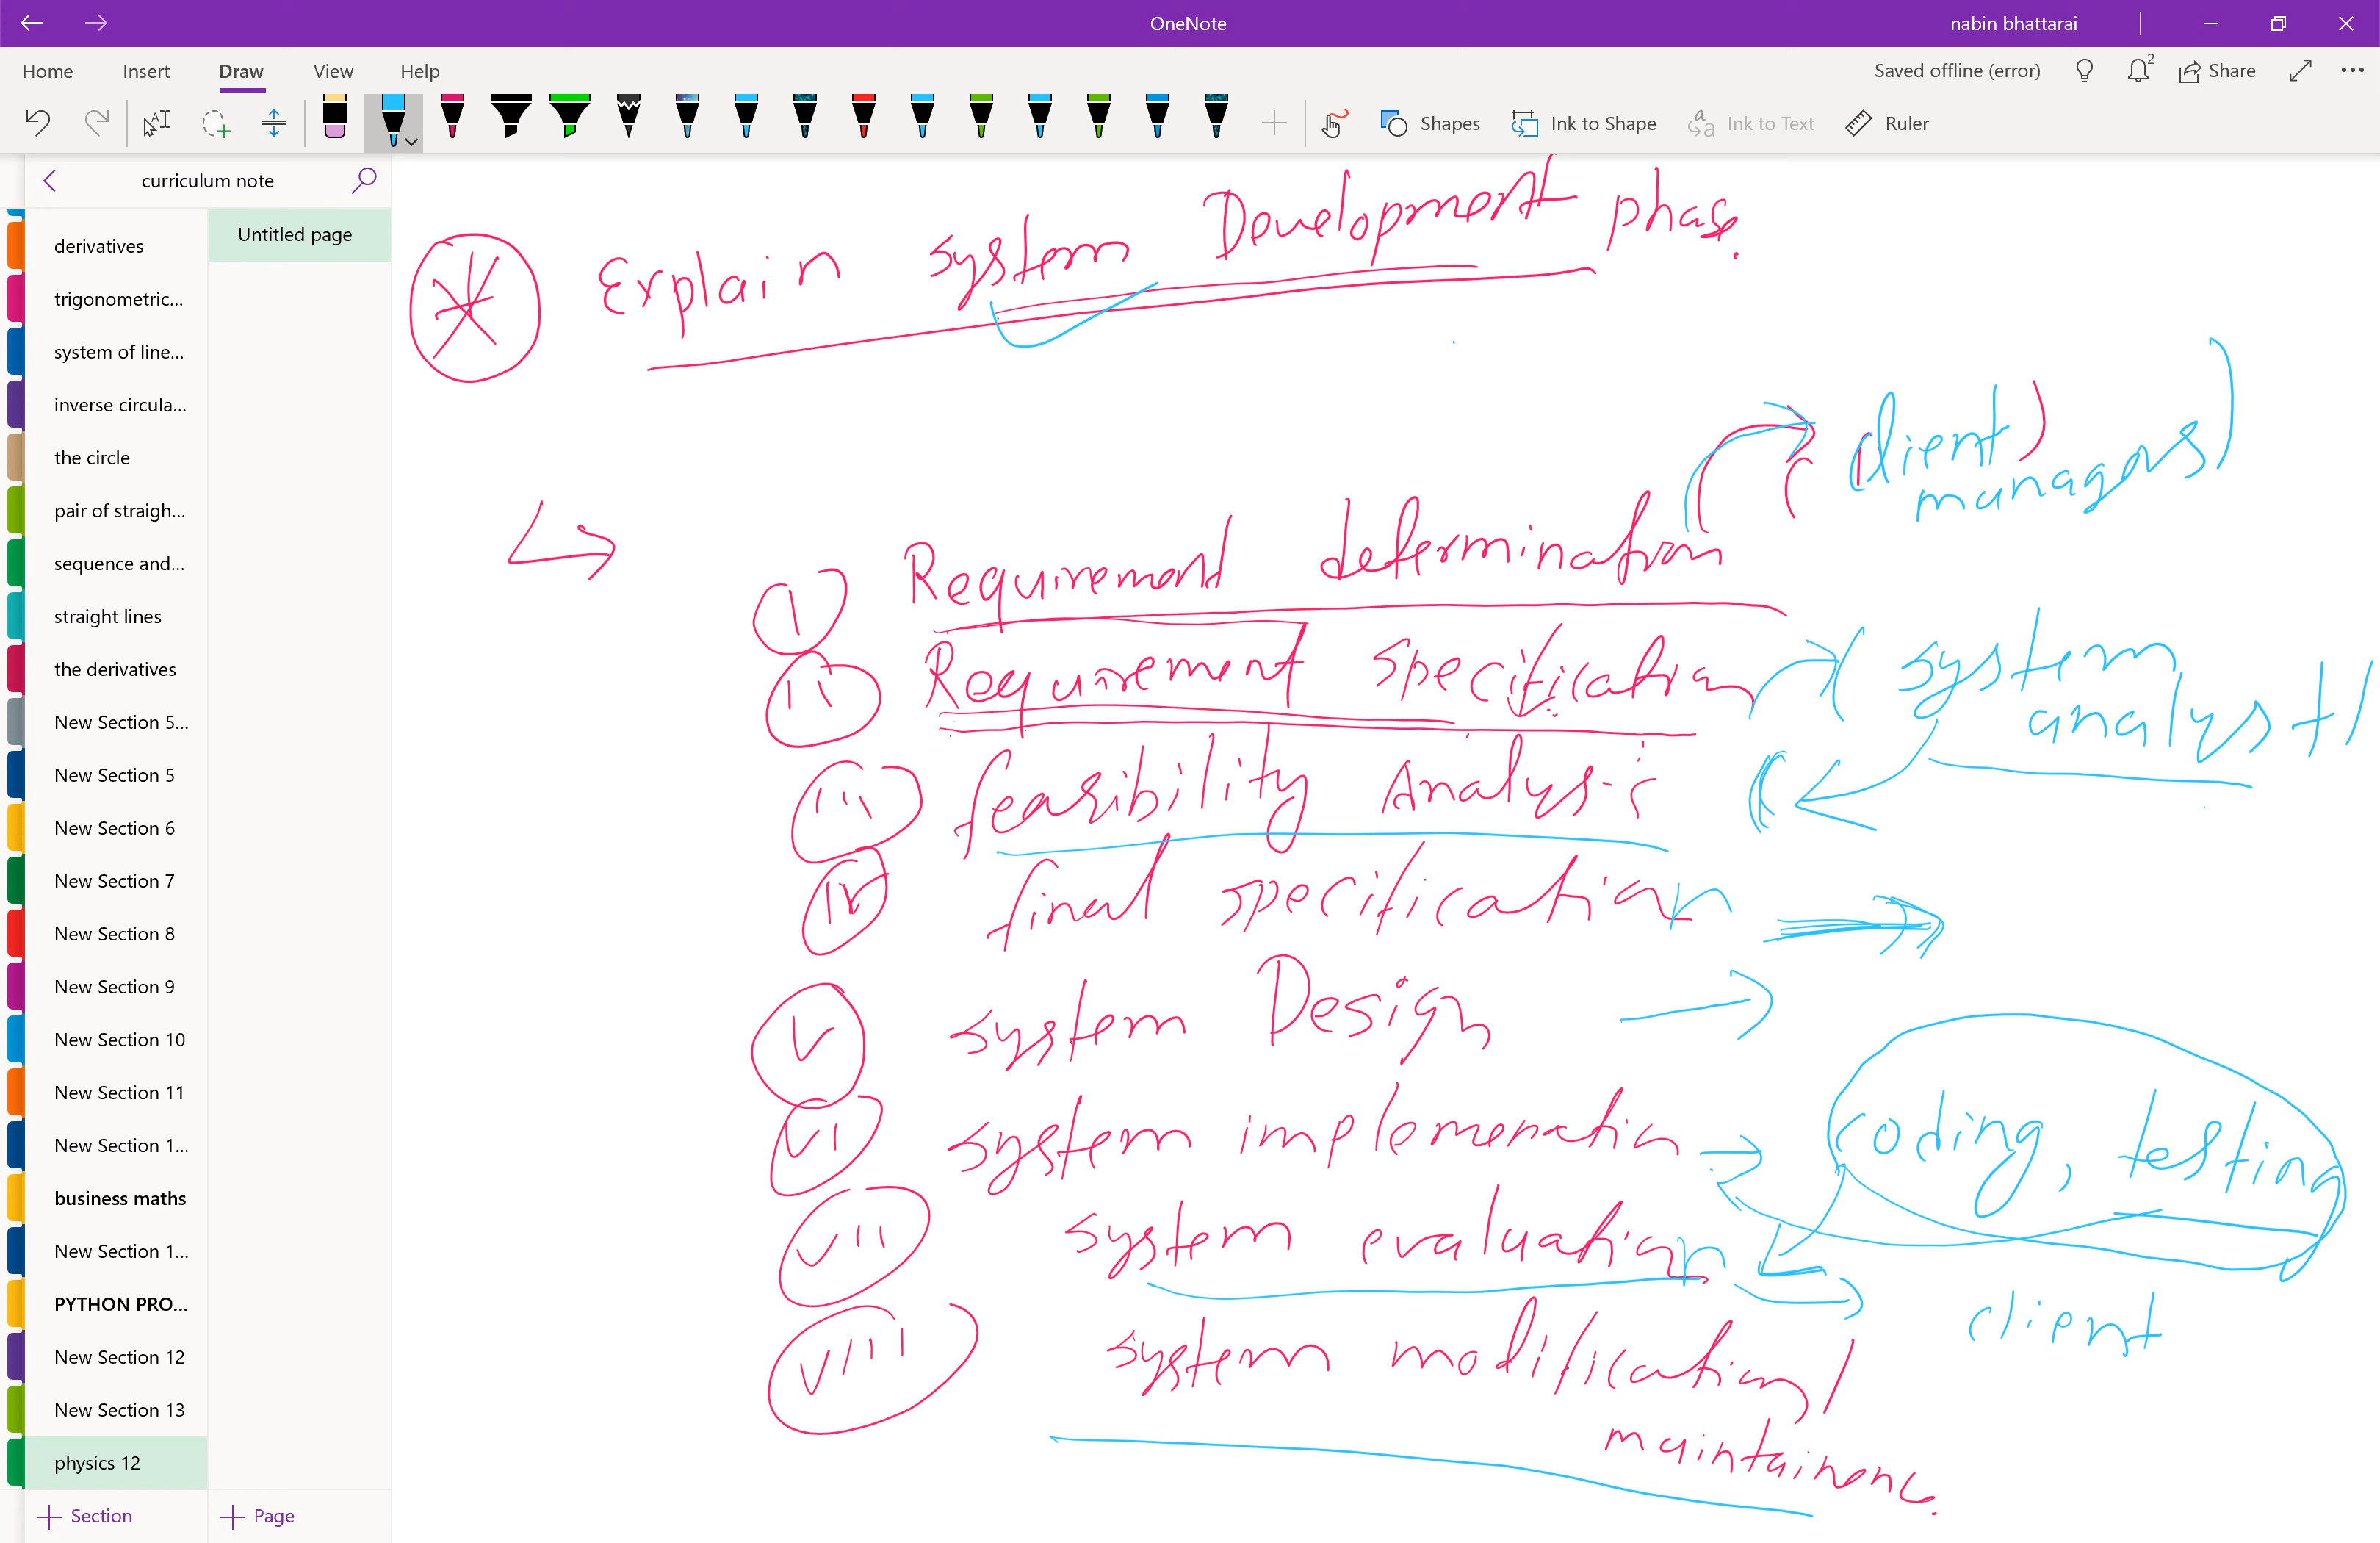 OneNote
nabin bhattarai
Home Insert Draw View Help
Saved offline (error)
2
Share
Shapes
Ink to Shape
Ink to Text
Ruler
curriculum note
Untitled page
derivatives
trigonometric...
system of line...
inverse circula...
the circle
pair of straigh...
sequence and...
straight lines
the derivatives
New Section 5...
New Section 5
New Section 6
New Section 7
New Section 8
New Section 9
New Section 10
New Section 11
New Section 1...
business maths
New Section 1...
PYTHON PRO...
New Section 12
New Section 13
physics 12
+ Section
+ Page
Explain system Development phase.
(i) Requirement determination → (client) managers)
(ii) Requirement specification → (system analyst)
(iii) feasibility Analysis
(iv) final specification
(v) system Design →
(vi) system implemenation → coding, testing
(vii) system evaluation → client
(viii) system modification/
maintainenc.